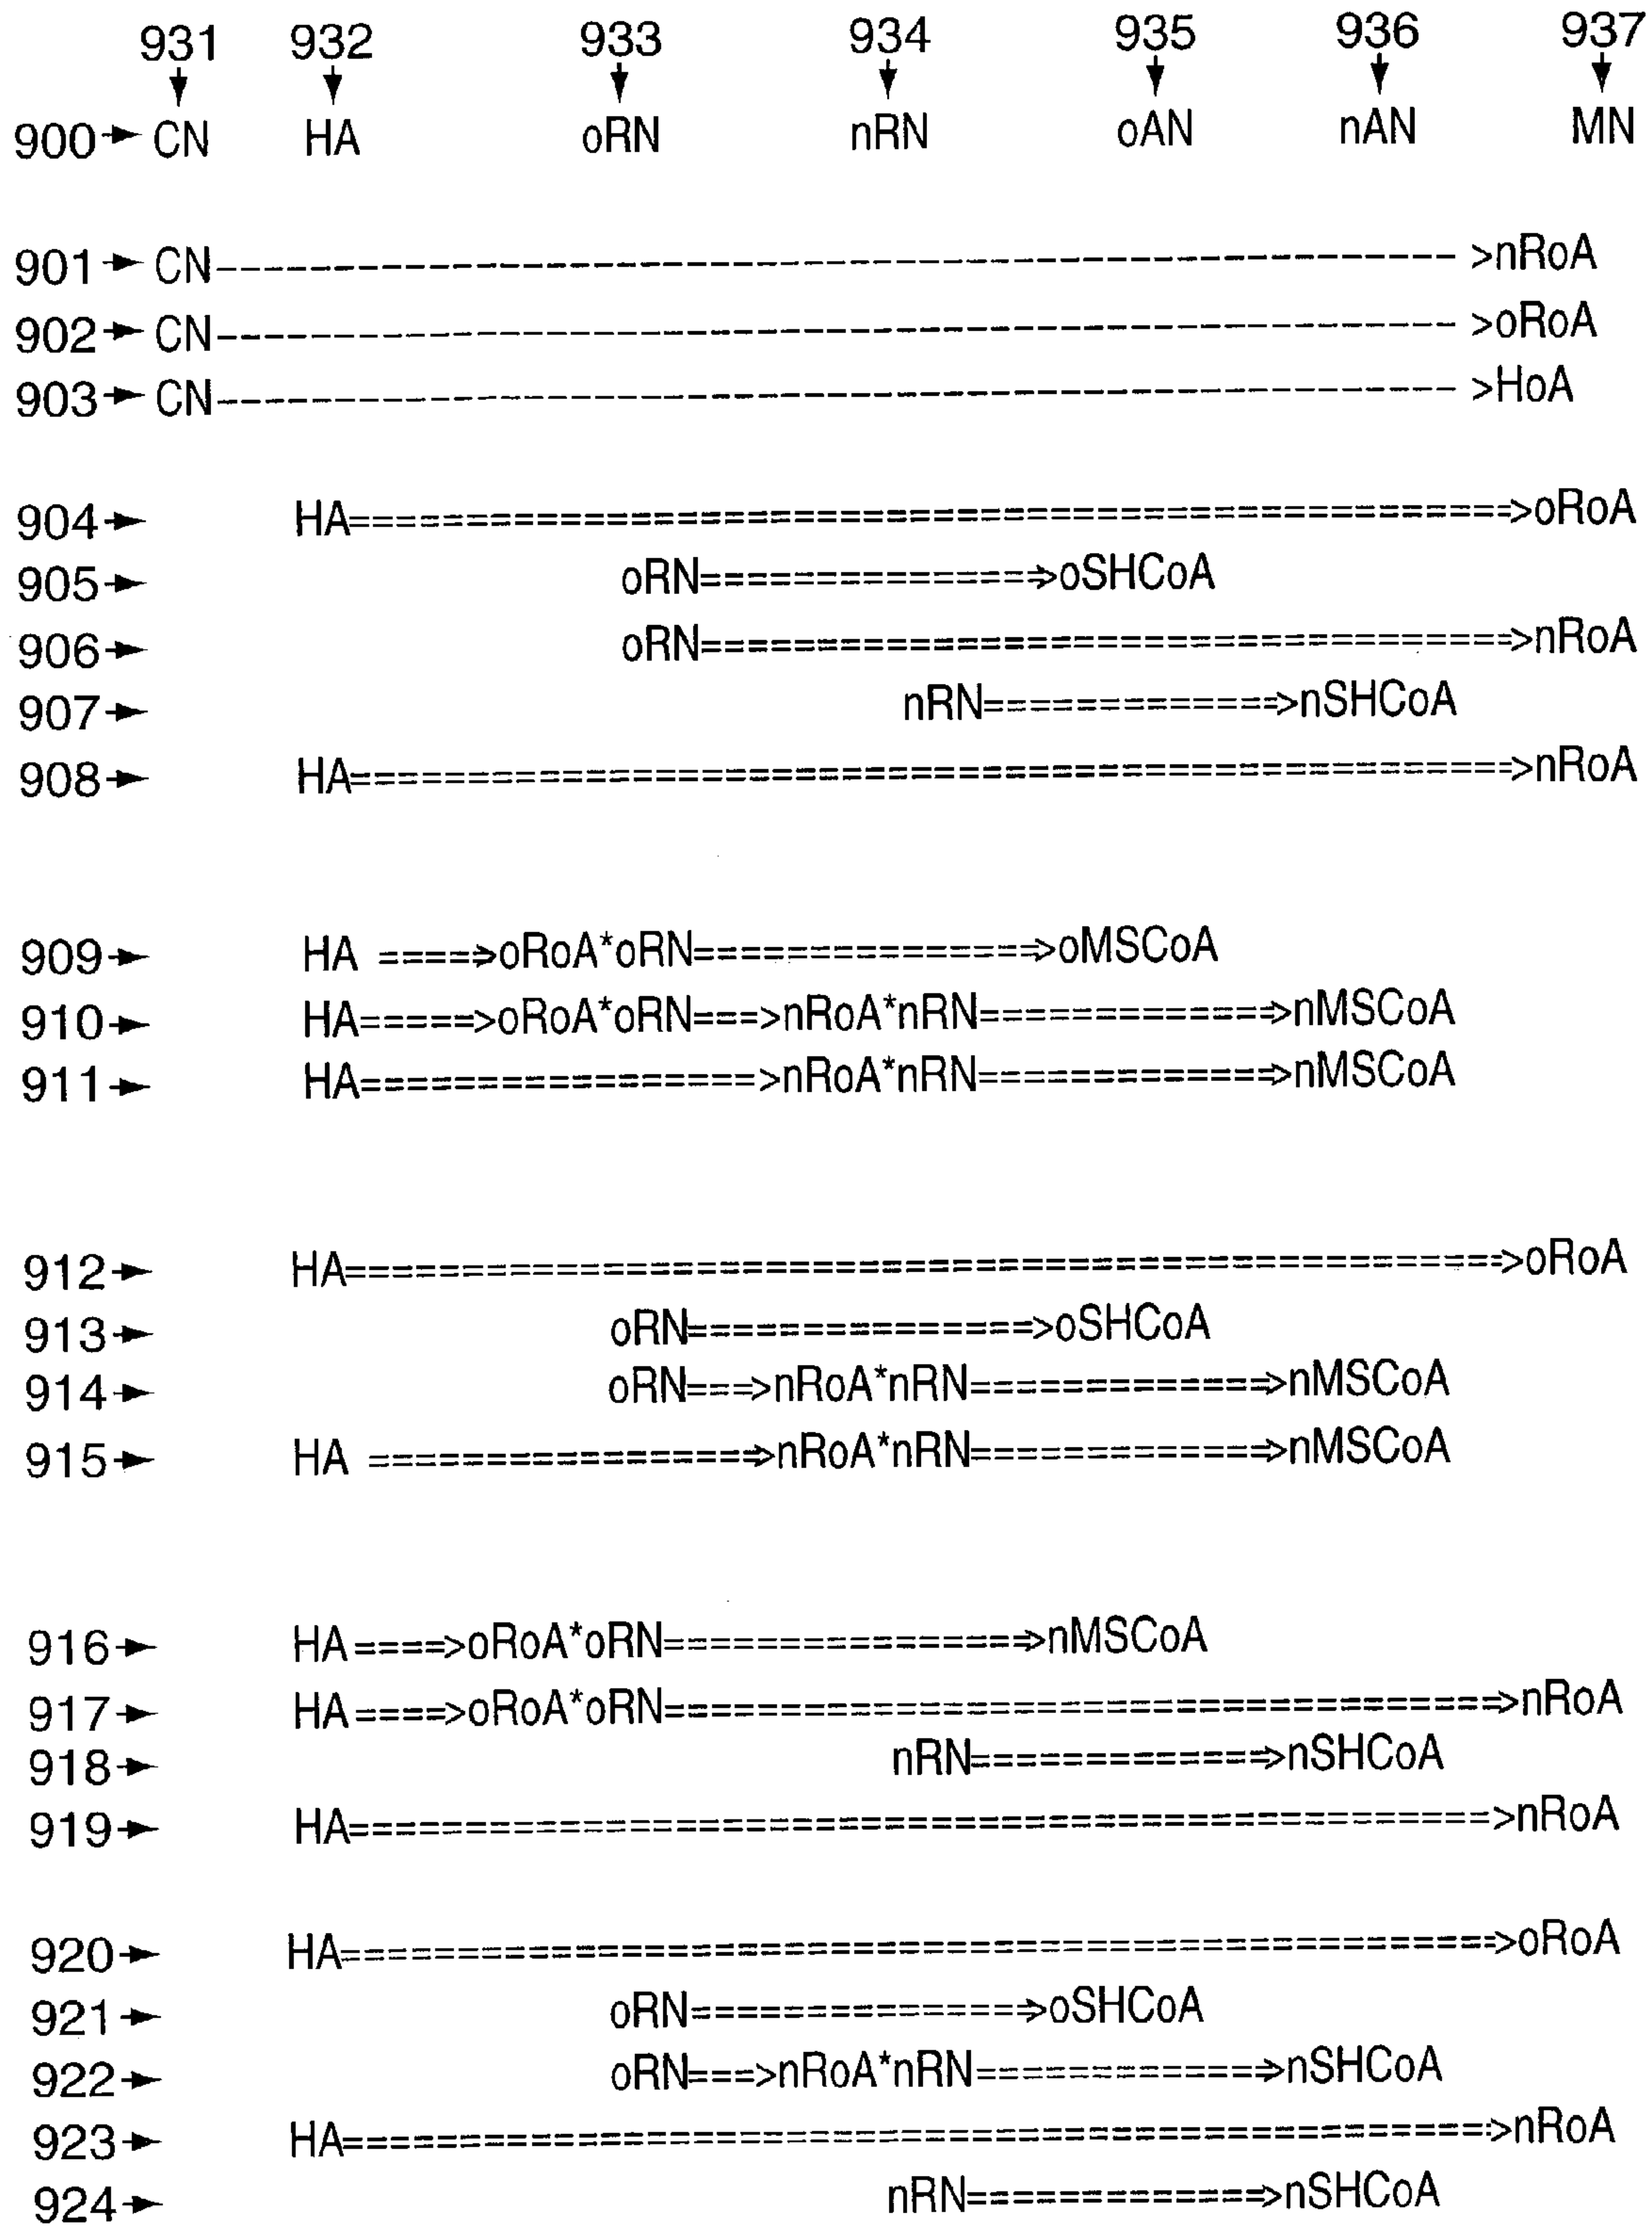 931 932 933 934 935 936 937
900 CN HA oRN nRN oAN nAN MN
901 CN-------------------->nRoA
902 CN-------------------->oRoA
903 CN-------------------->HoA
904 HA====================>oRoA
905 oRN==============>oSHCoA
906 oRN====================>nRoA
907 nRN============>nSHCoA
908 HA====================>nRoA
909 HA =====>oRoA*oRN==============>oMSCoA
910 HA=====>oRoA*oRN===>nRoA*nRN============>nMSCoA
911 HA================>nRoA*nRN============>nMSCoA
912 HA====================>oRoA
913 oRN==============>oSHCoA
914 oRN===>nRoA*nRN============>nMSCoA
915 HA ================>nRoA*nRN============>nMSCoA
916 HA ====>oRoA*oRN===============>nMSCoA
917 HA ====>oRoA*oRN====================>nRoA
918 nRN============>nSHCoA
919 HA====================>nRoA
920 HA====================>oRoA
921 oRN==============>oSHCoA
922 oRN===>nRoA*nRN============>nSHCoA
923 HA====================>nRoA
924 nRN============>nSHCoA